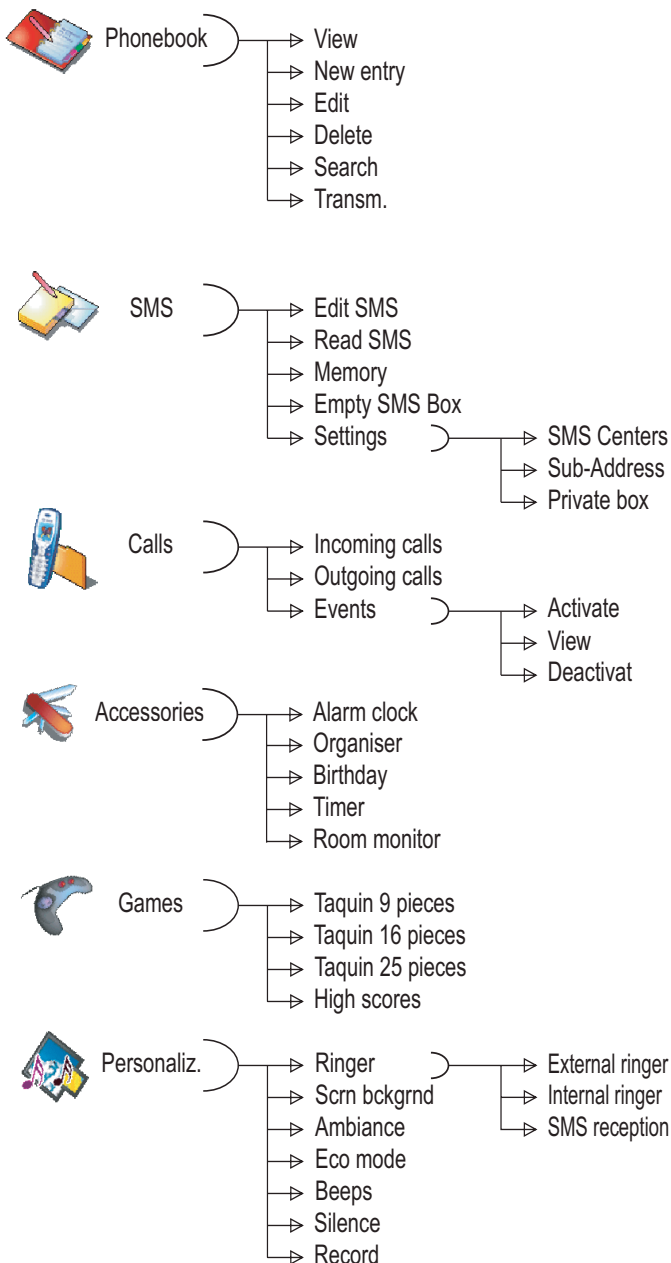 Phonebook View
New entry
Edit
Delete
Search
Transm.
SMS Edit SMS
Read SMS
Memory
Empty SMS Box
Settings SMS Centers
Sub-Address
Private box
Calls Incoming calls
Outgoing calls
Events Activate
View
Deactivat
Accessories Alarm clock
Organiser
Birthday
Timer
Room monitor
Games Taquin 9 pieces
Taquin 16 pieces
Taquin 25 pieces
High scores
Personaliz. Ringer External ringer
Scrn bckgrnd Internal ringer
Ambiance SMS reception
Eco mode
Beeps
Silence
Record